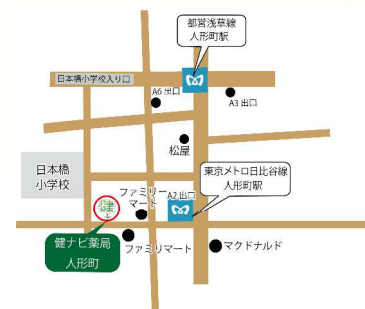 都営浅草線
人形町駅
日本橋小学校入り口
A6 出口
A3 出口
松屋
日本橋
小学校
東京メトロ日比谷線
人形町駅
ファミリー
マート
A2 出口
健ナビ薬局
人形町
ファミリマート
マクドナルド